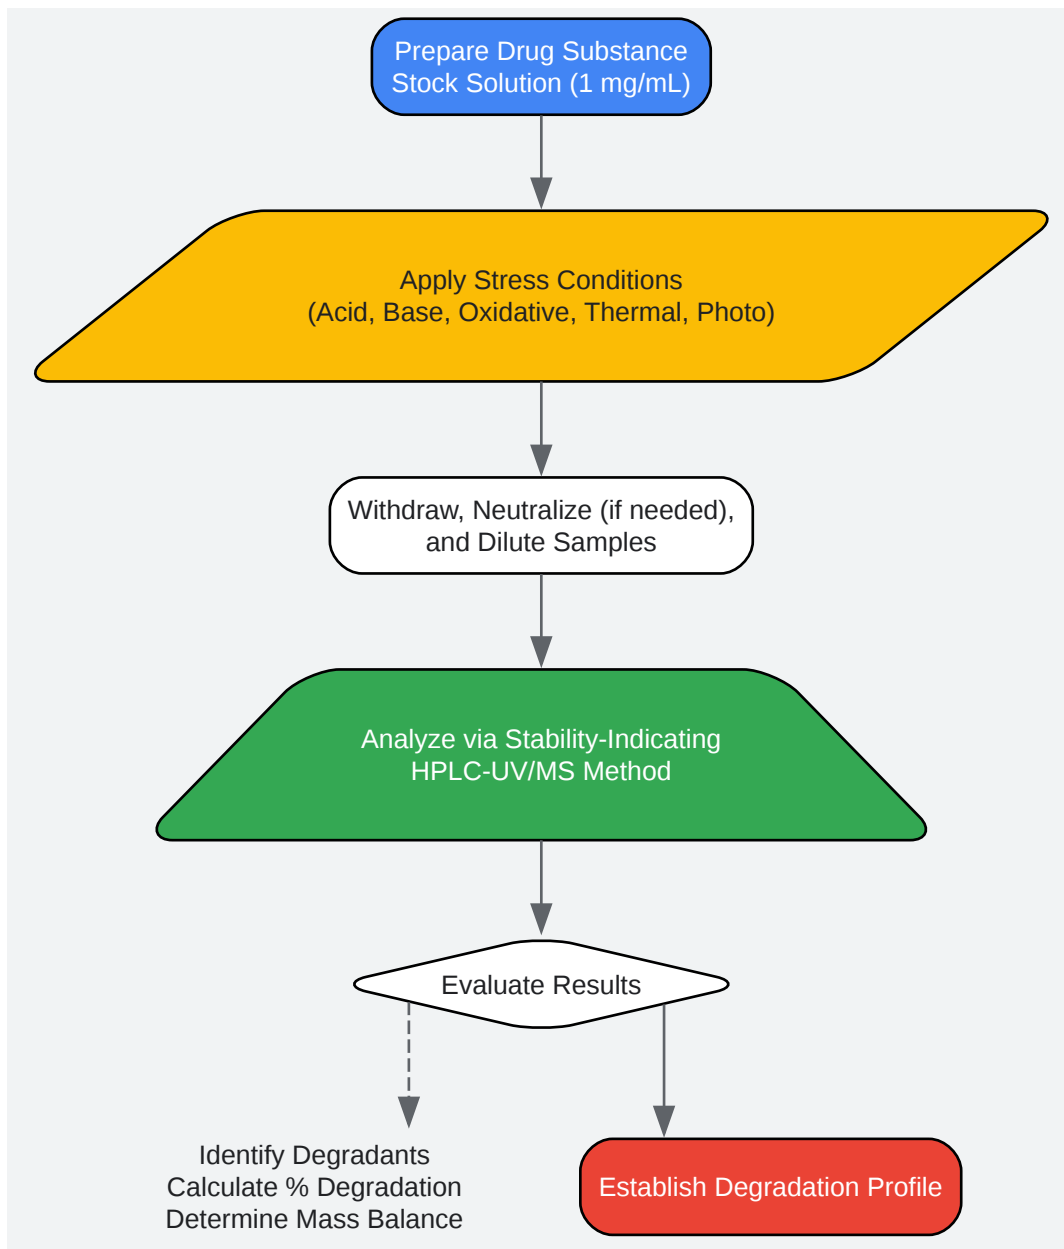 Prepare Drug Substance
Stock Solution (1 mg/mL)
Apply Stress Conditions
(Acid, Base, Oxidative, Thermal, Photo)
Withdraw, Neutralize (if needed),
and Dilute Samples
Analyze via Stability-Indicating
HPLC-UV/MS Method
Evaluate Results
Identify Degradants
Calculate % Degradation
Determine Mass Balance
Establish Degradation Profile